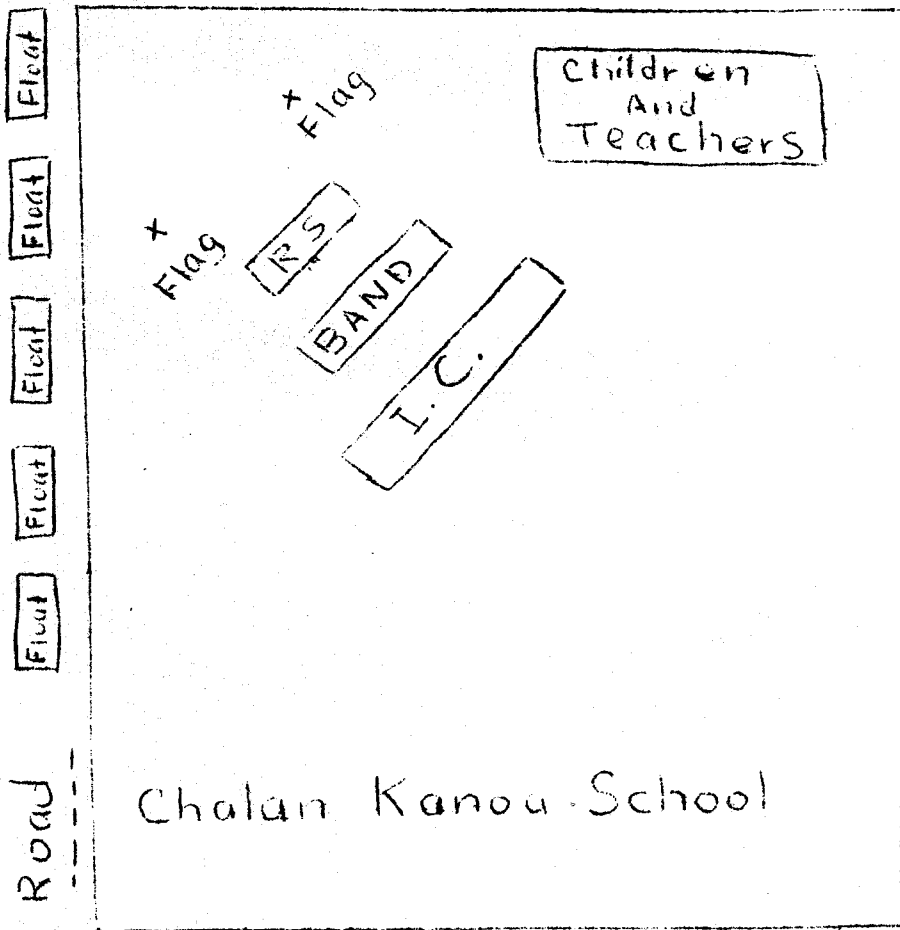 Float
Float
Float
Float
Float
Road
+
Flag
+
Flag
RS
BAND
I.C.
Children
And
Teachers
Chalan Kanoa School